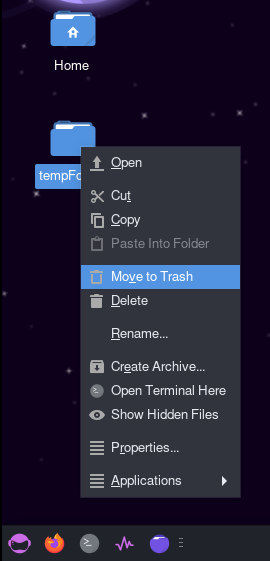 Home
tempFo
Open
Cut
Copy
Paste Into Folder
Move to Trash
Delete
Rename...
Create Archive...
Open Terminal Here
Show Hidden Files
Properties...
Applications